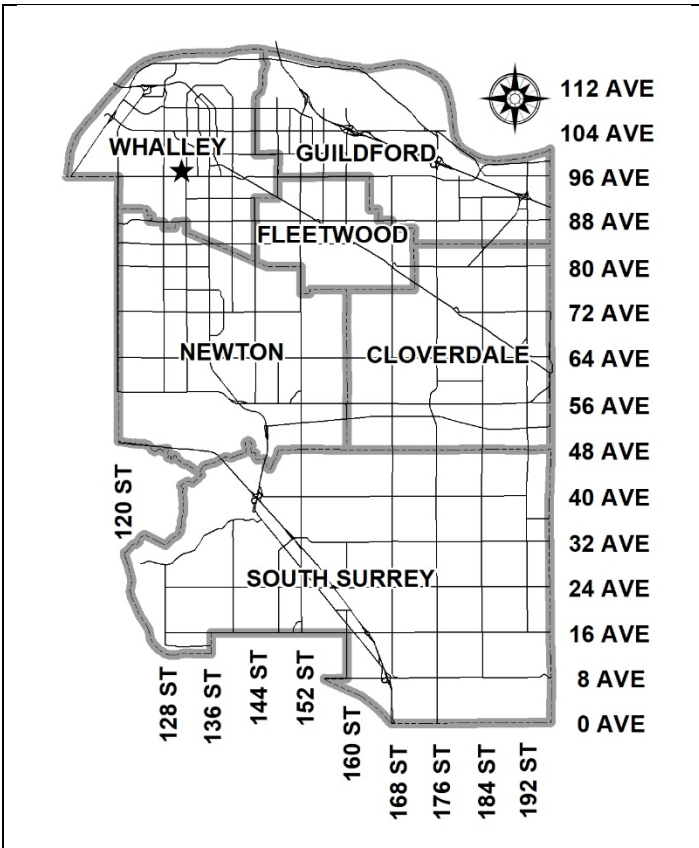 112 AVE
104 AVE
WHALLEY
GUILDFORD
96 AVE
88 AVE
FLEETWOOD
80 AVE
72 AVE
NEWTON
CLOVERDALE
64 AVE
56 AVE
48 AVE
120 ST
40 AVE
32 AVE
SOUTH SURREY
24 AVE
16 AVE
8 AVE
0 AVE
128 ST
136 ST
144 ST
152 ST
160 ST
168 ST
176 ST
184 ST
192 ST